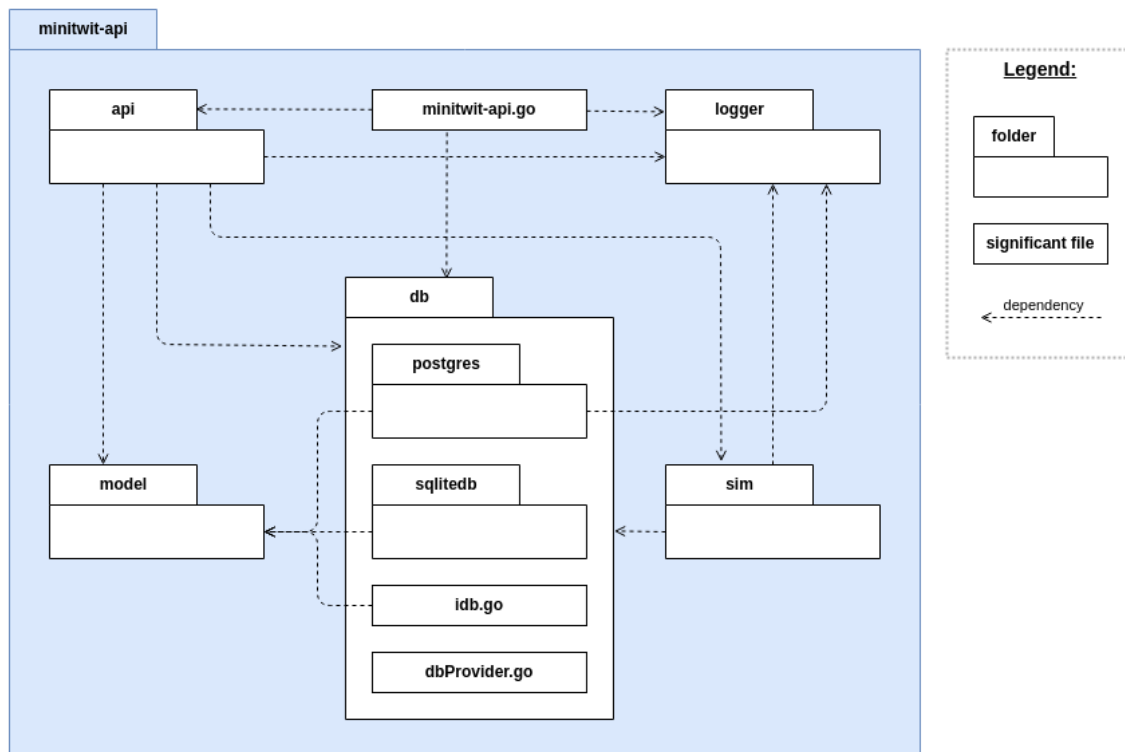 minitwit-api
api
minitwit-api.go
logger
db
postgres
model
sqlitedb
sim
idb.go
dbProvider.go
Legend:
folder
significant file
dependency